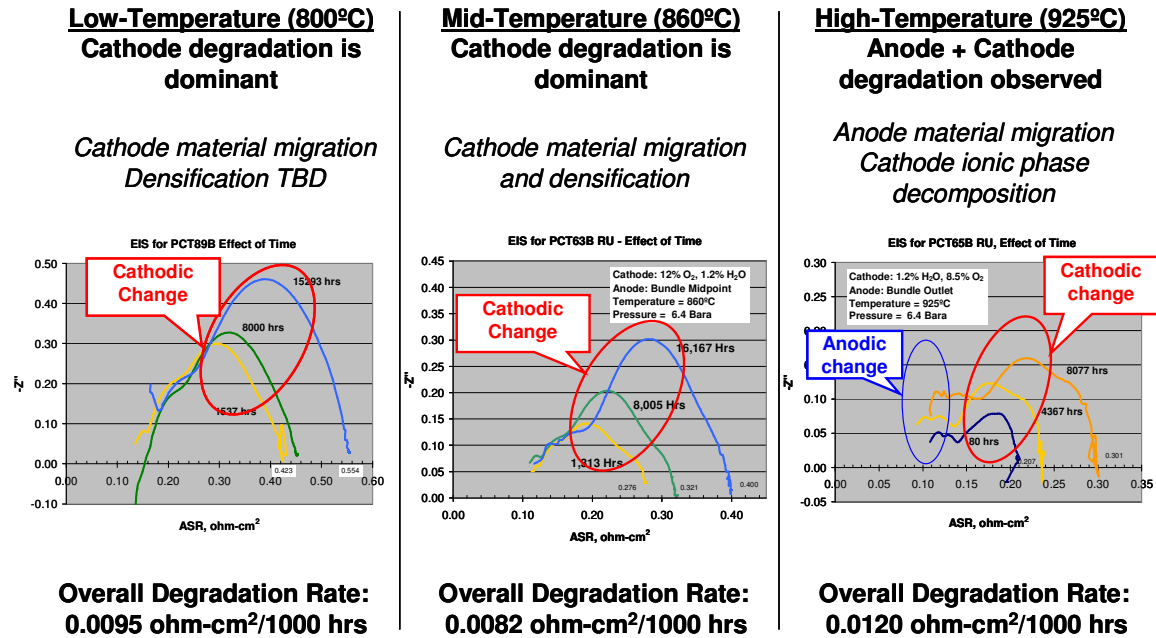 Low-Temperature (800ºC)
Cathode degradation is
dominant
Cathode material migration
Densification TBD
EIS for PCT89B Effect of Time
Cathodic
Change
15293 hrs
8000 hrs
1537 hrs
0.50
0.40
0.30
0.20
0.10
0.00
-0.10
-Z"
0.423
0.554
0.00 0.10 0.20 0.30 0.40 0.50 0.60
ASR, ohm-cm²
Overall Degradation Rate:
0.0095 ohm-cm²/1000 hrs
Mid-Temperature (860ºC)
Cathode degradation is
dominant
Cathode material migration
and densification
EIS for PCT63B RU - Effect of Time
Cathode: 12% O₂, 1.2% H₂O
Anode: Bundle Midpoint
Temperature = 860ºC
Pressure = 6.4 Bara
Cathodic
Change
16,167 Hrs
8,005 Hrs
1,313 Hrs
0.45
0.40
0.35
0.30
0.25
0.20
0.15
0.10
0.05
0.00
-Z"
0.276
0.321
0.400
0.00 0.10 0.20 0.30 0.40
ASR, ohm-cm²
Overall Degradation Rate:
0.0082 ohm-cm²/1000 hrs
High-Temperature (925ºC)
Anode + Cathode
degradation observed
Anode material migration
Cathode ionic phase
decomposition
EIS for PCT65B RU, Effect of Time
Cathode: 1.2% H₂O, 8.5% O₂
Anode: Bundle Outlet
Temperature = 925ºC
Pressure = 6.4 Bara
Cathodic
change
Anodic
change
8077 hrs
4367 hrs
80 hrs
0.30
0.25
0.20
0.15
0.10
0.05
0.00
-0.05
-Z"
0.207
0.301
0.00 0.05 0.10 0.15 0.20 0.25 0.30 0.35
ASR, ohm-cm²
Overall Degradation Rate:
0.0120 ohm-cm²/1000 hrs